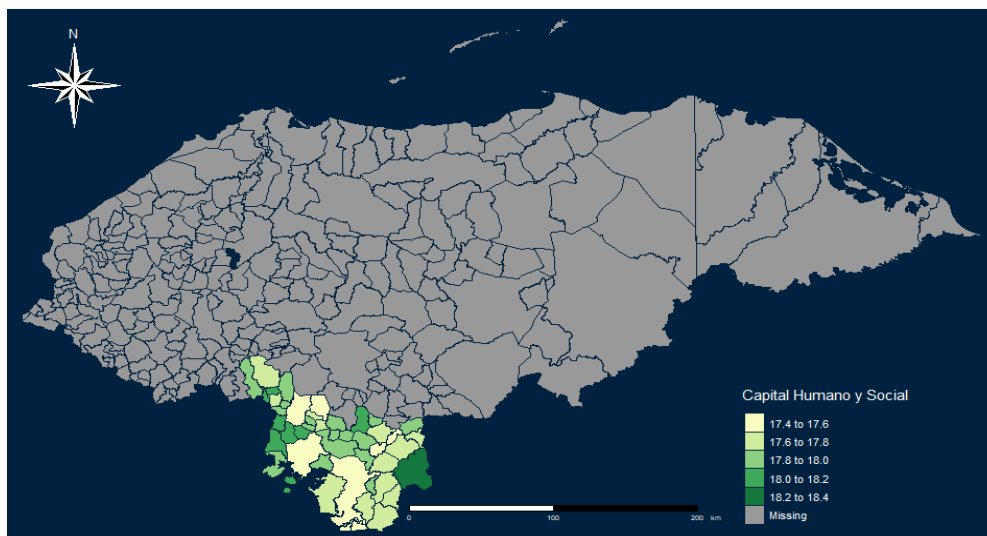 N
Capital Humano y Social
17.4 to 17.6
17.6 to 17.8
17.8 to 18.0
18.0 to 18.2
18.2 to 18.4
Missing
0 100 200 km